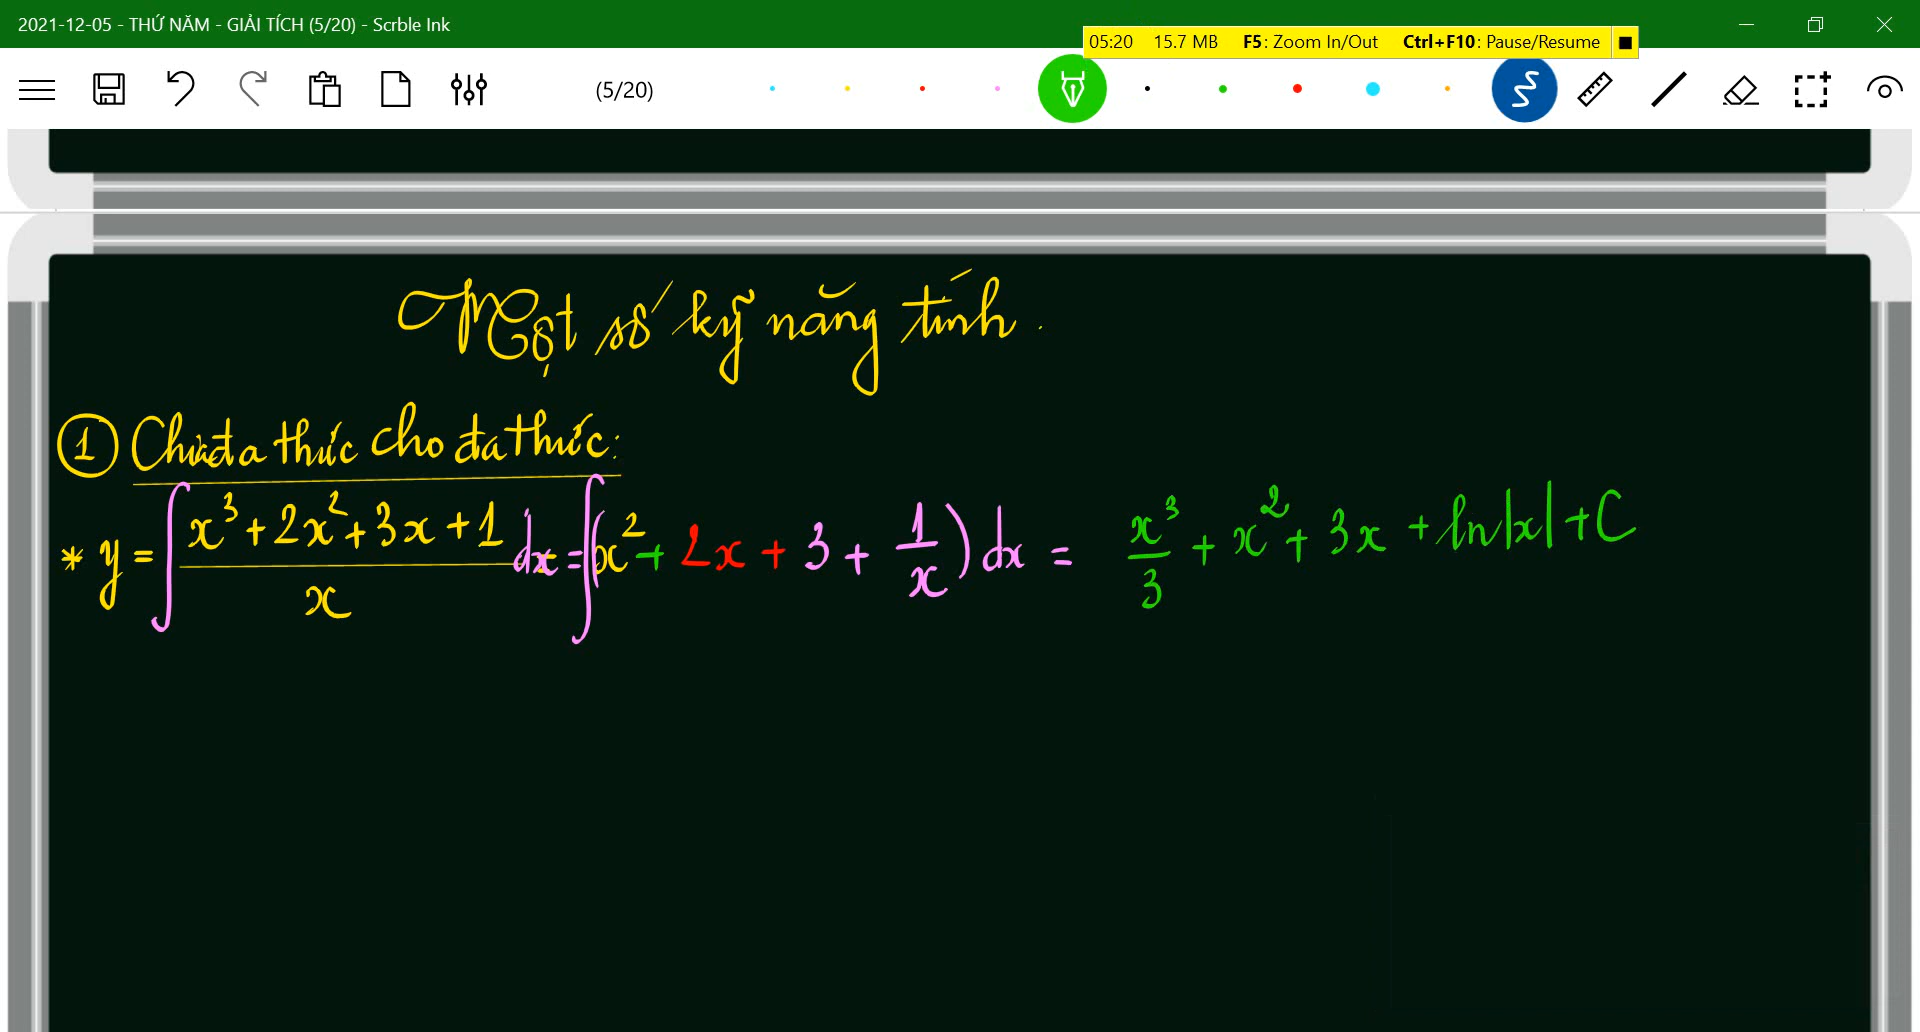 2021-12-05 - THỨ NĂM - GIẢI TÍCH (5/20) - Scrble Ink
05:20 15.7 MB F5: Zoom In/Out Ctrl+F10: Pause/Resume
(5/20)
Một số kỹ năng tính.
① Chia đa thức cho đa thức:
* y = ∫ (x³ + 2x² + 3x + 1)/x dx = ∫(x² + 2x + 3 + 1/x) dx = x³/3 + x² + 3x + ln|x| + C